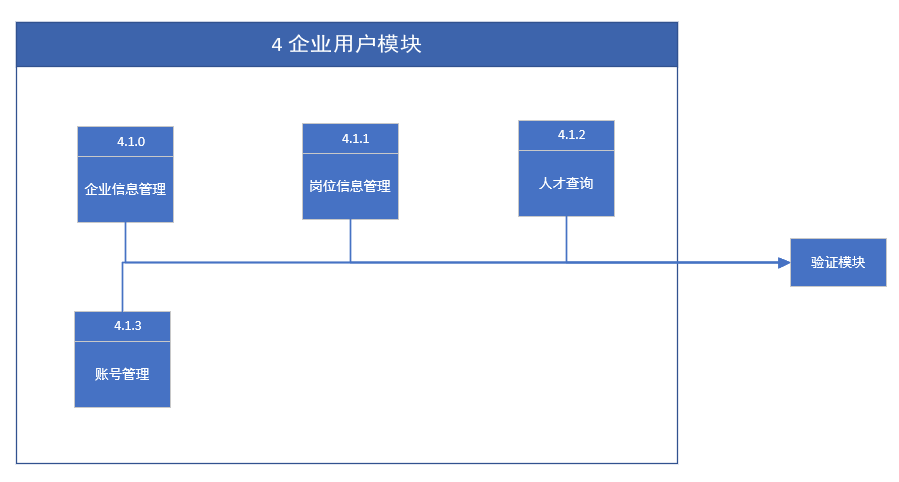 4 企业用户模块
4.1.0
企业信息管理
4.1.1
岗位信息管理
4.1.2
人才查询
验证模块
4.1.3
账号管理